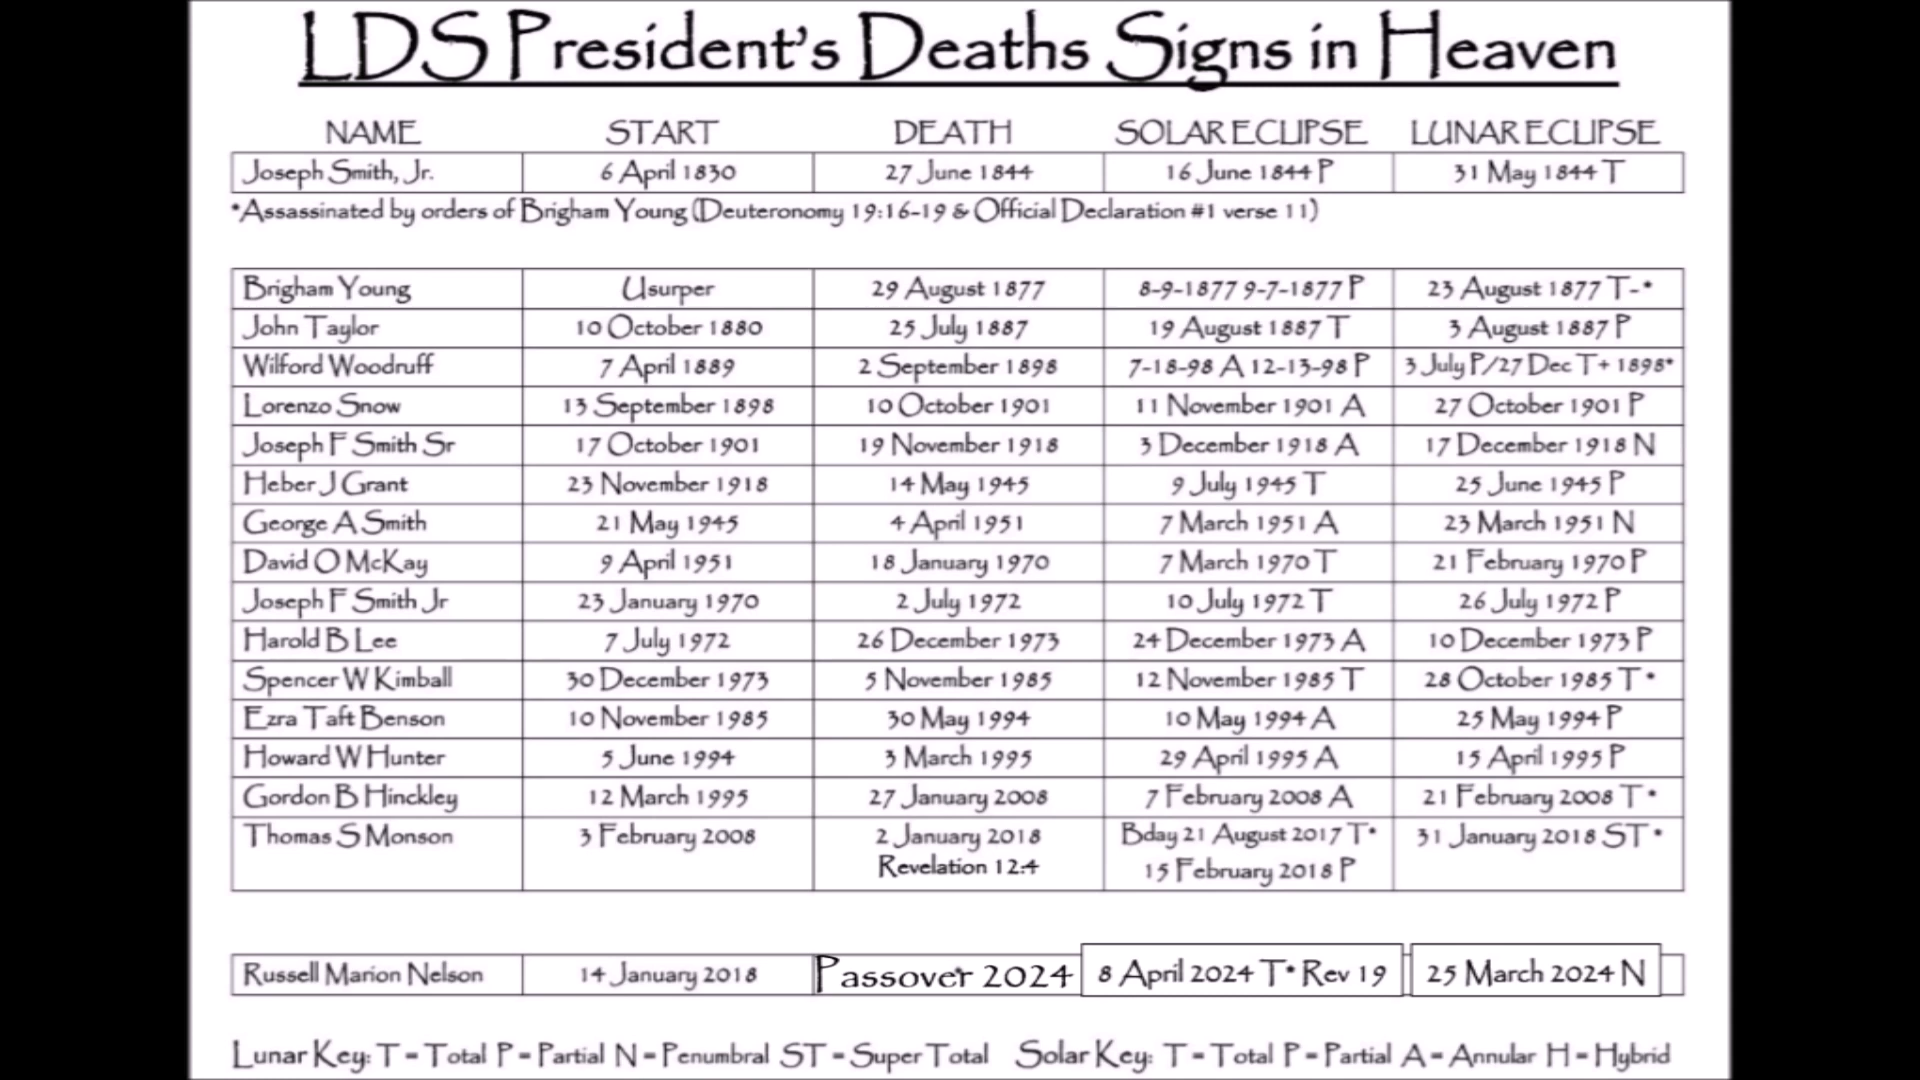 LDS President's Deaths Signs in Heaven
NAME START DEATH SOLAR ECLIPSE LUNAR ECLIPSE
Joseph Smith, Jr. 6 April 1830 27 June 1844 16 June 1844 P 31 May 1844 T
*Assassinated by orders of Brigham Young (Deuteronomy 19:16-19 & Official Declaration #1 verse 11)
Brigham Young Usurper 29 August 1877 8-9-1877 9-7-1877 P 23 August 1877 T-*
John Taylor 10 October 1880 25 July 1887 19 August 1887 T 3 August 1887 P
Wilford Woodruff 7 April 1889 2 September 1898 7-18-98 A 12-13-98 P 3 July P/27 Dec T+ 1898*
Lorenzo Snow 13 September 1898 10 October 1901 11 November 1901 A 27 October 1901 P
Joseph F Smith Sr 17 October 1901 19 November 1918 3 December 1918 A 17 December 1918 N
Heber J Grant 23 November 1918 14 May 1945 9 July 1945 T 25 June 1945 P
George A Smith 21 May 1945 4 April 1951 7 March 1951 A 23 March 1951 N
David O McKay 9 April 1951 18 January 1970 7 March 1970 T 21 February 1970 P
Joseph F Smith Jr 23 January 1970 2 July 1972 10 July 1972 T 26 July 1972 P
Harold B Lee 7 July 1972 26 December 1973 24 December 1973 A 10 December 1973 P
Spencer W Kimball 30 December 1973 5 November 1985 12 November 1985 T 28 October 1985 T *
Ezra Taft Benson 10 November 1985 30 May 1994 10 May 1994 A 25 May 1994 P
Howard W Hunter 5 June 1994 3 March 1995 29 April 1995 A 15 April 1995 P
Gordon B Hinckley 12 March 1995 27 January 2008 7 February 2008 A 21 February 2008 T *
Thomas S Monson 3 February 2008 2 January 2018 Bday 21 August 2017 T* 31 January 2018 ST *
Revelation 12:4 15 February 2018 P
Russell Marion Nelson 14 January 2018 Passover 2024 8 April 2024 T* Rev 19 25 March 2024 N
Lunar Key: T = Total P = Partial N = Penumbral ST = Super Total Solar Key: T = Total P = Partial A = Annular H = Hybrid